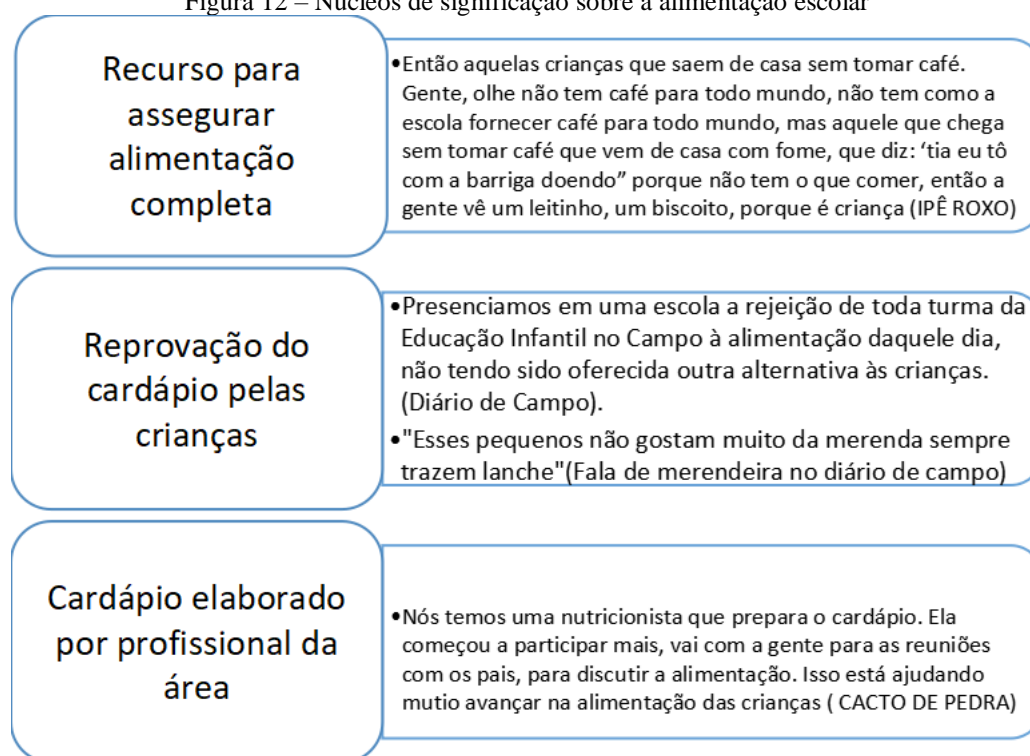 Figura 12 – Núcleos de significação sobre a alimentação escolar
Recurso para
assegurar
alimentação
completa
•Então aquelas crianças que saem de casa sem tomar café.
Gente, olhe não tem café para todo mundo, não tem como a
escola fornecer café para todo mundo, mas aquele que chega
sem tomar café que vem de casa com fome, que diz: ‘tia eu tô
com a barriga doendo” porque não tem o que comer, então a
gente vê um leitinho, um biscoito, porque é criança (IPÊ ROXO)
Reprovação do
cardápio pelas
crianças
•Presenciamos em uma escola a rejeição de toda turma da
Educação Infantil no Campo à alimentação daquele dia,
não tendo sido oferecida outra alternativa às crianças.
(Diário de Campo).
•"Esses pequenos não gostam muito da merenda sempre
trazem lanche"(Fala de merendeira no diário de campo)
Cardápio elaborado
por profissional da
área
•Nós temos uma nutricionista que prepara o cardápio. Ela
começou a participar mais, vai com a gente para as reuniões
com os pais, para discutir a alimentação. Isso está ajudando
mutio avançar na alimentação das crianças ( CACTO DE PEDRA)